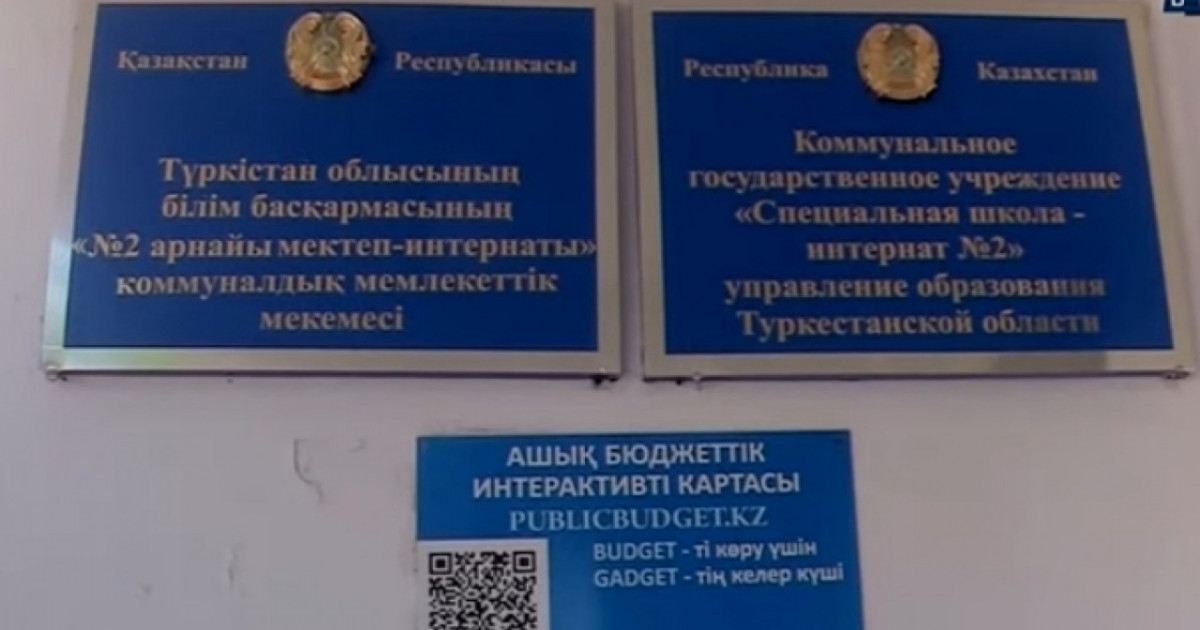 Қазақстан Республикасы
Түркістан облысының
білім басқармасының
«№2 арнайы мектеп-интернаты»
коммуналдық мемлекеттік
мекемесі
Республика Казахстан
Коммунальное
государственное учреждение
«Специальная школа -
интернат №2»
управление образования
Туркестанской области
АШЫҚ БЮДЖЕТТІК
ИНТЕРАКТИВТІ КАРТАСЫ
PUBLICBUDGET.KZ
BUDGET - ті көру үшін
GADGET - тің келер күші